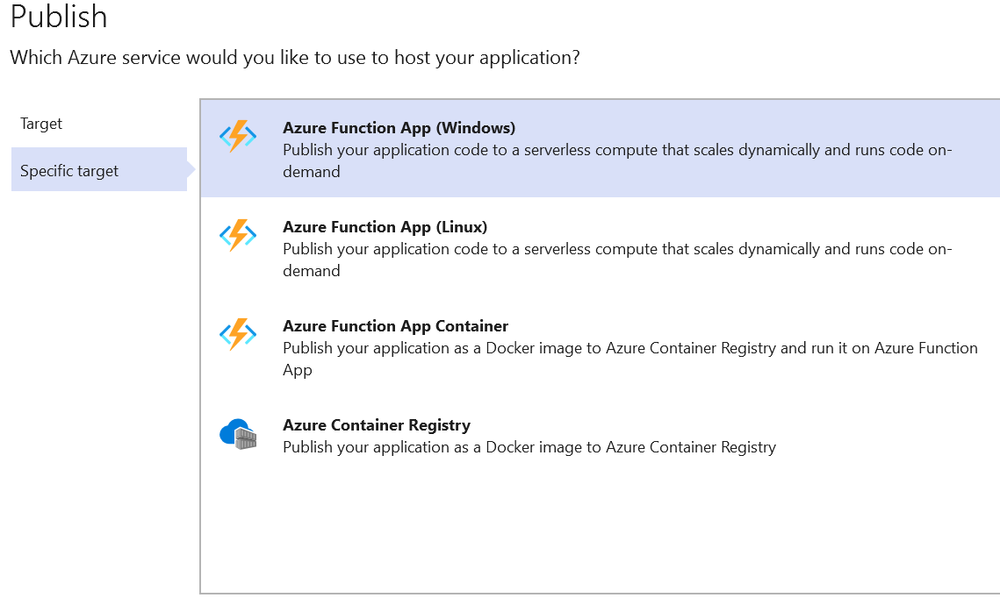 Publish
Which Azure service would you like to use to host your application?
Target
Specific target
Azure Function App (Windows)
Publish your application code to a serverless compute that scales dynamically and runs code on-
demand
Azure Function App (Linux)
Publish your application code to a serverless compute that scales dynamically and runs code on-
demand
Azure Function App Container
Publish your application as a Docker image to Azure Container Registry and run it on Azure Function
App
Azure Container Registry
Publish your application as a Docker image to Azure Container Registry